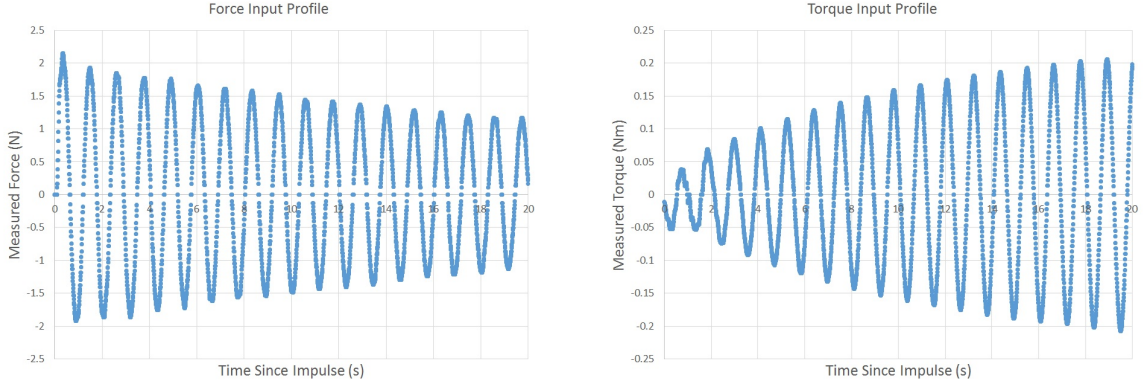 Force Input Profile
2.5
2
1.5
1
0.5
0
-0.5
-1
-1.5
-2
-2.5
0 2 4 6 8 10 12 14 16 18 20
Measured Force (N)
Time Since Impulse (s)
Torque Input Profile
0.25
0.2
0.15
0.1
0.05
0
-0.05
-0.1
-0.15
-0.2
-0.25
0 2 4 6 8 10 12 14 16 18 20
Measured Torque (Nm)
Time Since Impulse (s)